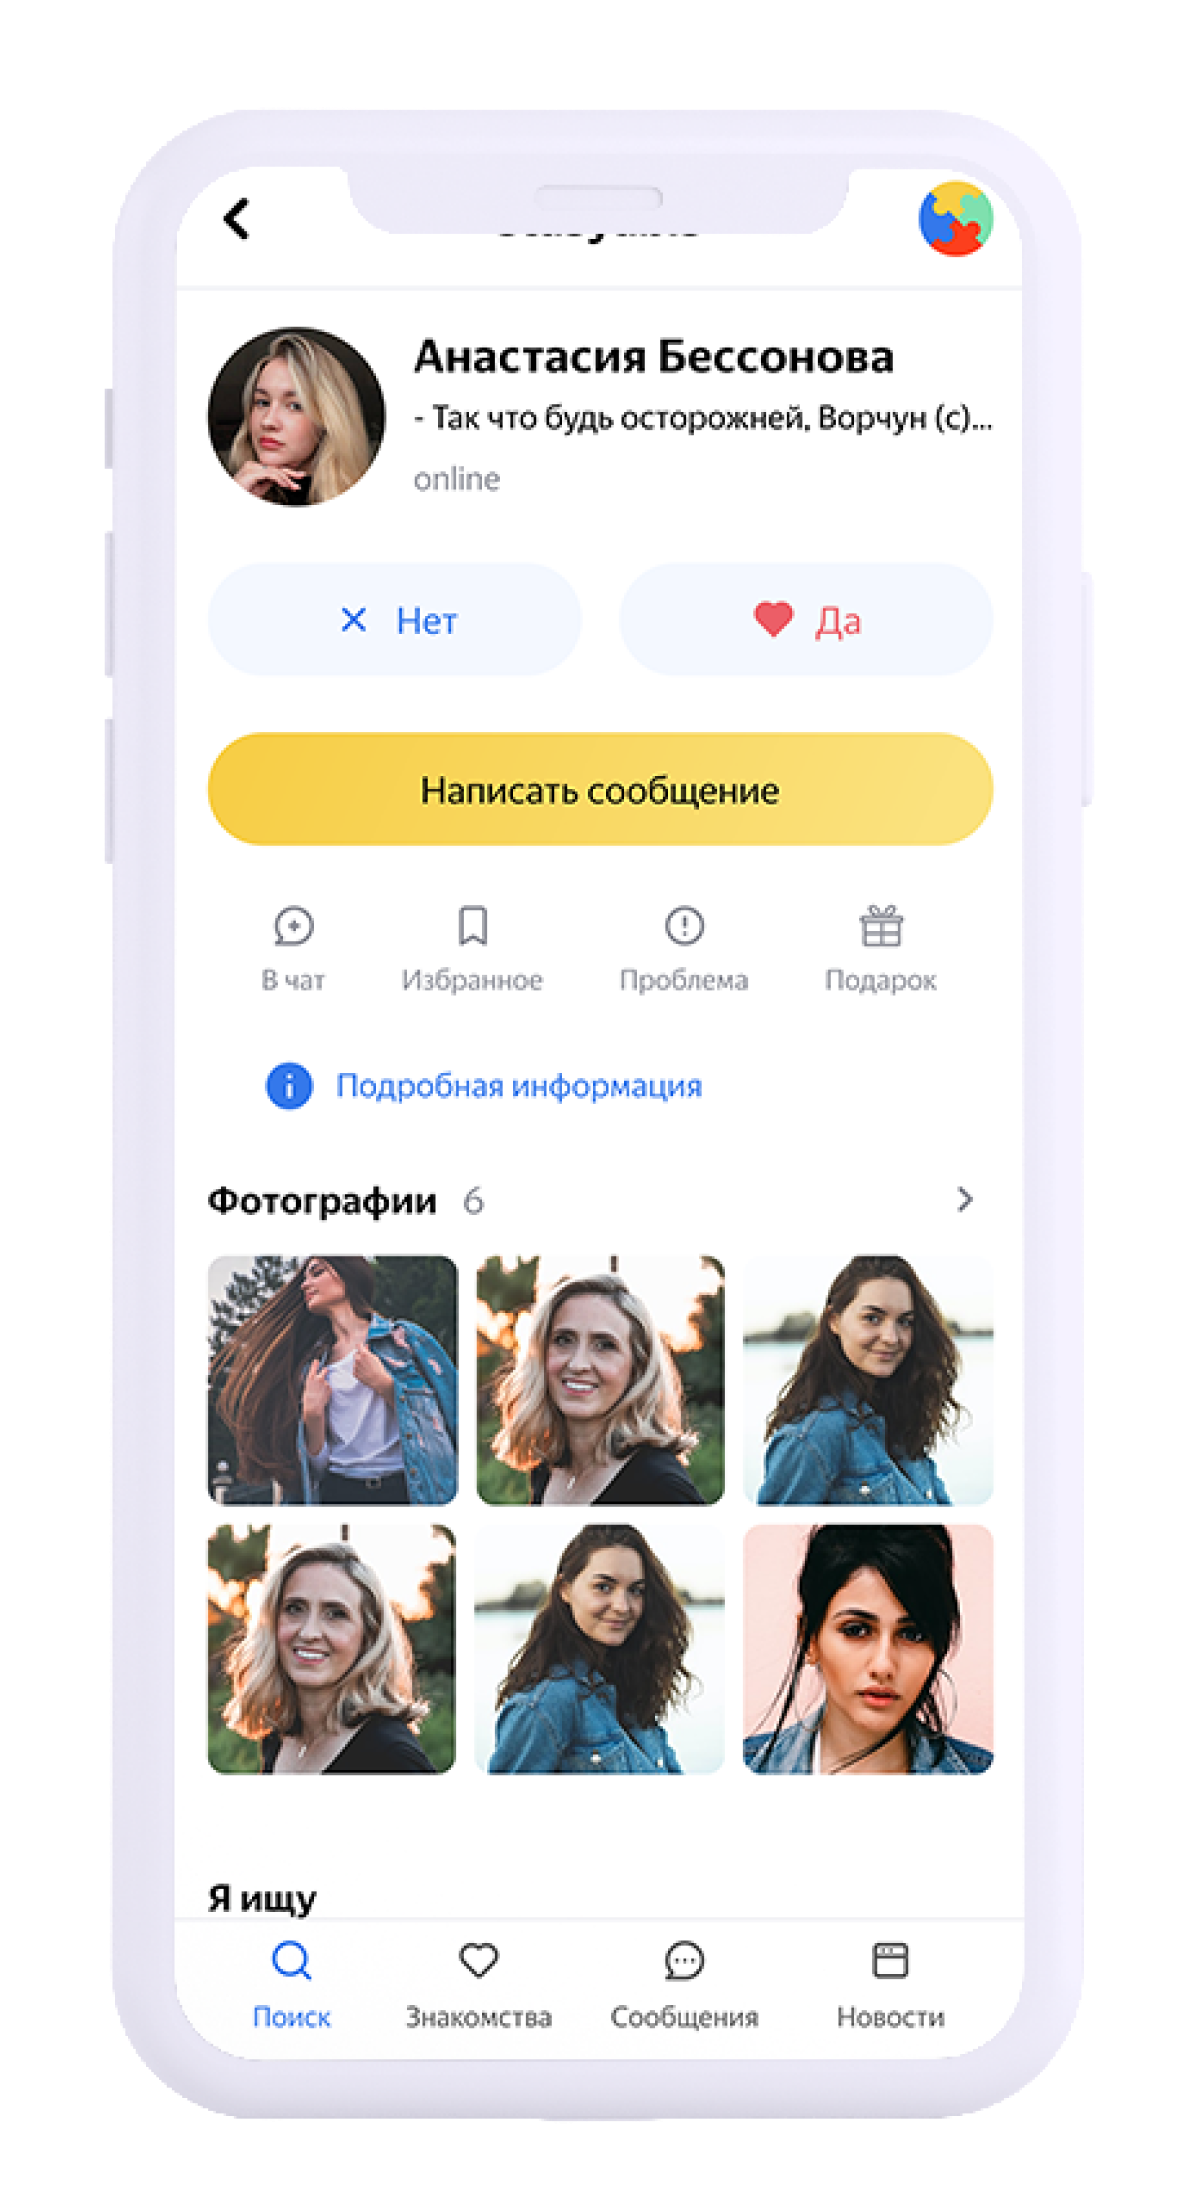 Анастасия Бессонова
- Так что будь осторожней, Ворчун (с)...
online
Нет
Да
Написать сообщение
В чат
Избранное
Проблема
Подарок
Подробная информация
Фотографии 6
Я ищу
Поиск
Знакомства
Сообщения
Новости